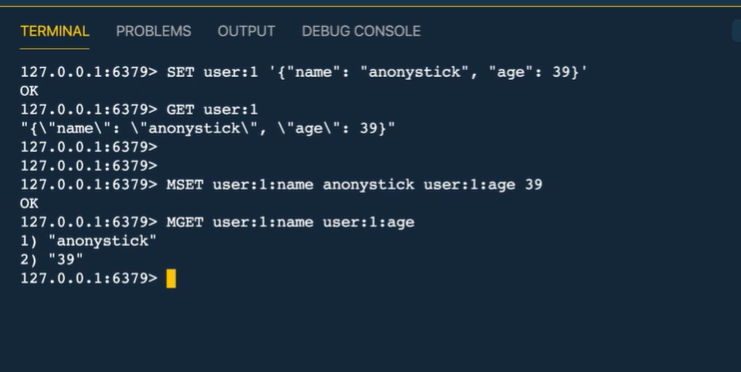 TERMINAL PROBLEMS OUTPUT DEBUG CONSOLE
127.0.0.1:6379> SET user:1 '{"name": "anonystick", "age": 39}'
OK
127.0.0.1:6379> GET user:1
"{\"name\": \"anonystick\", \"age\": 39}"
127.0.0.1:6379>
127.0.0.1:6379>
127.0.0.1:6379> MSET user:1:name anonystick user:1:age 39
OK
127.0.0.1:6379> MGET user:1:name user:1:age
1) "anonystick"
2) "39"
127.0.0.1:6379>